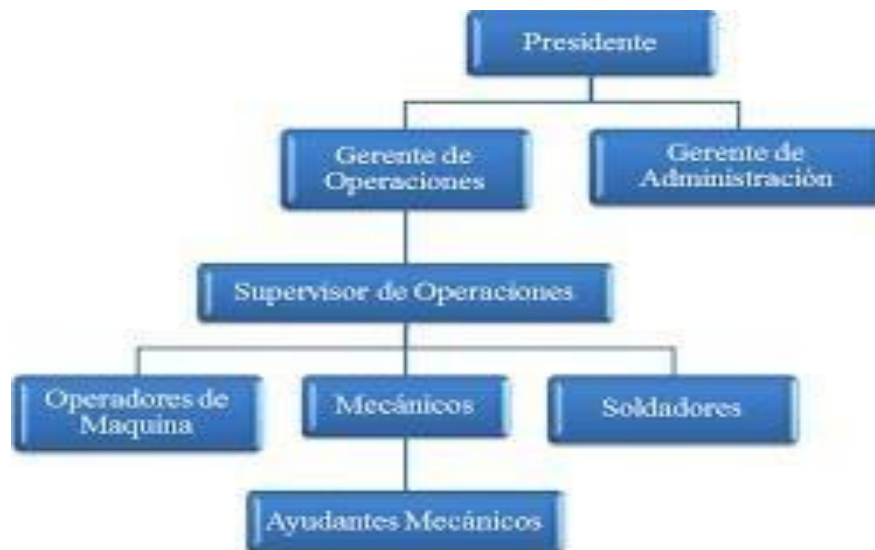 Presidente
Gerente de
Operaciones
Gerente de
Administración
Supervisor de Operaciones
Operadores de
Maquina
Mecánicos
Soldadores
Ayudantes Mecánicos